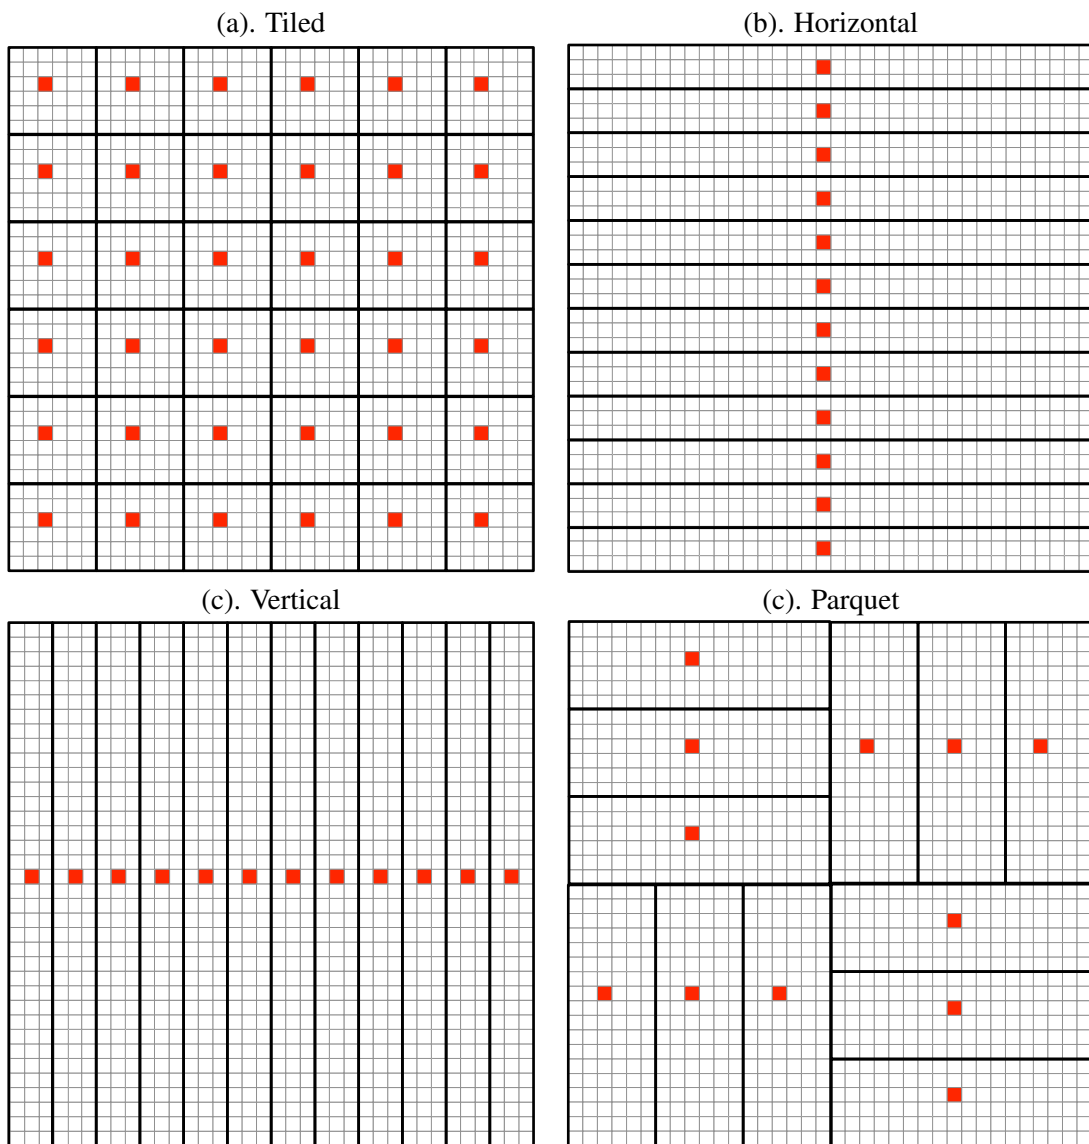 (a). Tiled
(b). Horizontal
(c). Vertical
(c). Parquet